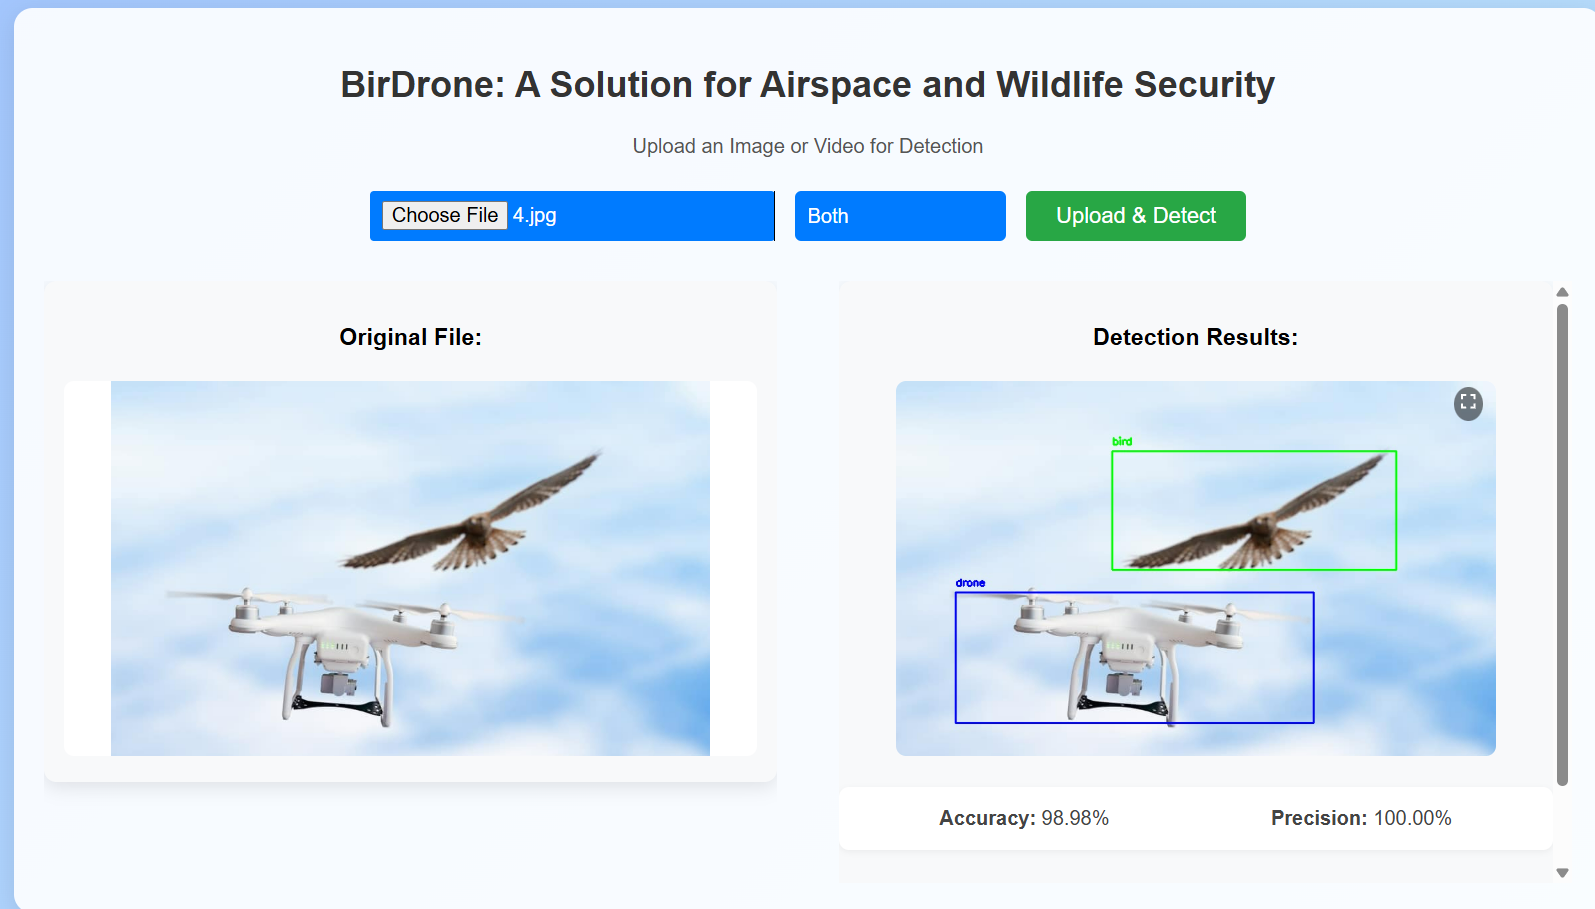 BirDrone: A Solution for Airspace and Wildlife Security
Upload an Image or Video for Detection
Choose File 4.jpg
Both
Upload & Detect
Original File:
Detection Results:
bird
drone
Accuracy: 98.98%
Precision: 100.00%